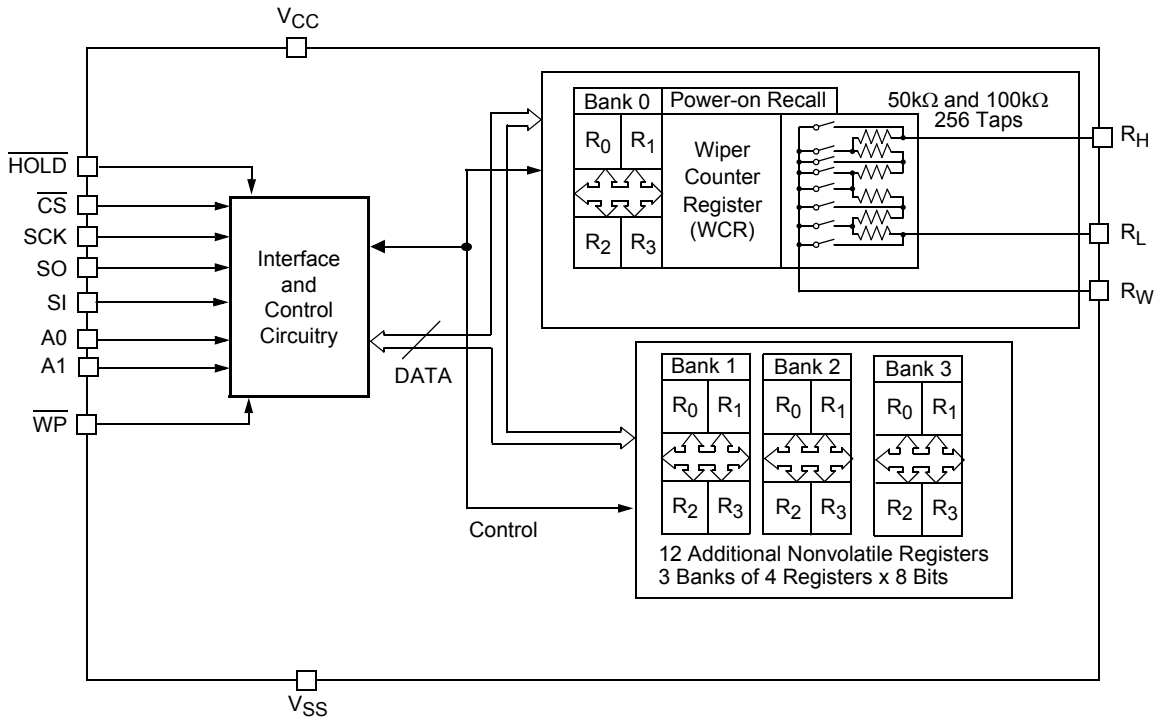 VCC
HOLD
CS
SCK
SO
SI
A0
A1
WP
Interface
and
Control
Circuitry
DATA
Control
Bank 0
Power-on Recall
R0 R1
R2 R3
Wiper
Counter
Register
(WCR)
50kΩ and 100kΩ
256 Taps
RH
RL
RW
Bank 1
R0 R1
R2 R3
Bank 2
R0 R1
R2 R3
Bank 3
R0 R1
R2 R3
12 Additional Nonvolatile Registers
3 Banks of 4 Registers x 8 Bits
VSS